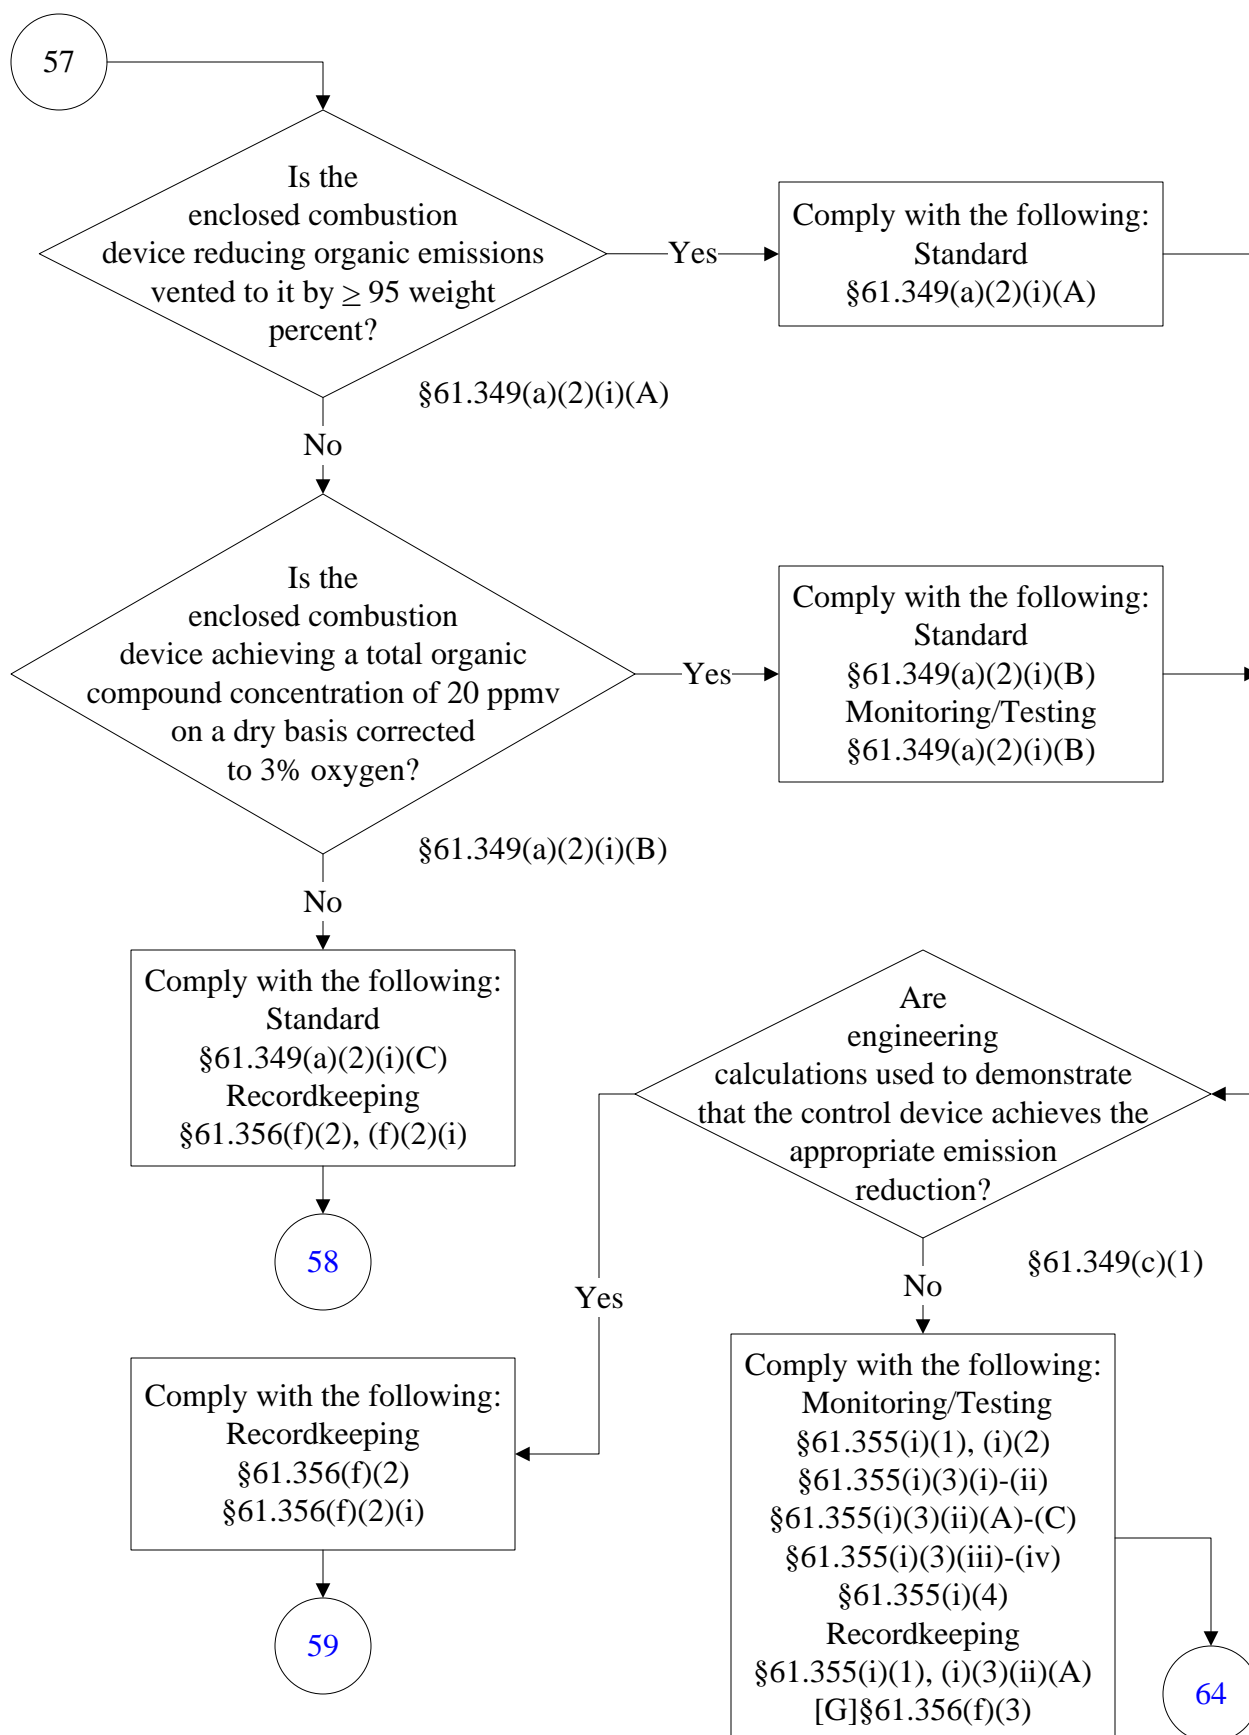 57
Is the
enclosed combustion
device reducing organic emissions
vented to it by ≥ 95 weight
percent?
Yes
Comply with the following:
Standard
§61.349(a)(2)(i)(A)
§61.349(a)(2)(i)(A)
No
Is the
enclosed combustion
device achieving a total organic
compound concentration of 20 ppmv
on a dry basis corrected
to 3% oxygen?
Yes
Comply with the following:
Standard
§61.349(a)(2)(i)(B)
Monitoring/Testing
§61.349(a)(2)(i)(B)
§61.349(a)(2)(i)(B)
No
Comply with the following:
Standard
§61.349(a)(2)(i)(C)
Recordkeeping
§61.356(f)(2), (f)(2)(i)
58
Are
engineering
calculations used to demonstrate
that the control device achieves the
appropriate emission
reduction?
§61.349(c)(1)
Yes
No
Comply with the following:
Recordkeeping
§61.356(f)(2)
§61.356(f)(2)(i)
59
Comply with the following:
Monitoring/Testing
§61.355(i)(1), (i)(2)
§61.355(i)(3)(i)-(ii)
§61.355(i)(3)(ii)(A)-(C)
§61.355(i)(3)(iii)-(iv)
§61.355(i)(4)
Recordkeeping
§61.355(i)(1), (i)(3)(ii)(A)
[G]§61.356(f)(3)
64